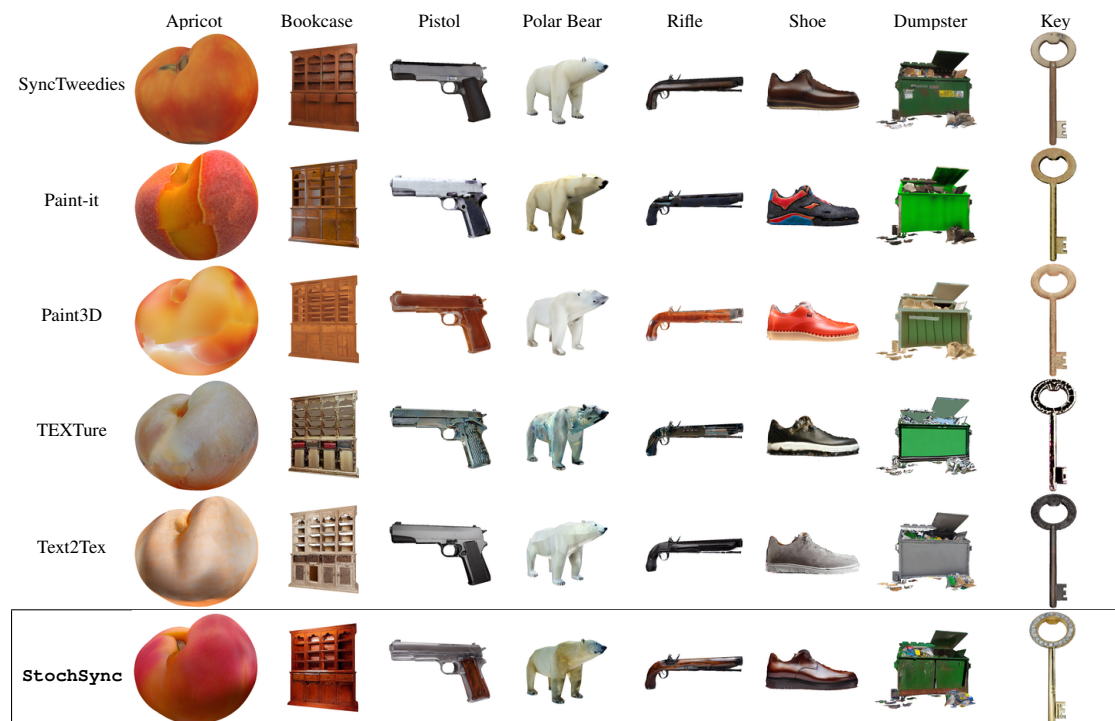 Apricot Bookcase Pistol Polar Bear Rifle Shoe Dumpster Key
SyncTweedies
Paint-it
Paint3D
TEXTure
Text2Tex
StochSync